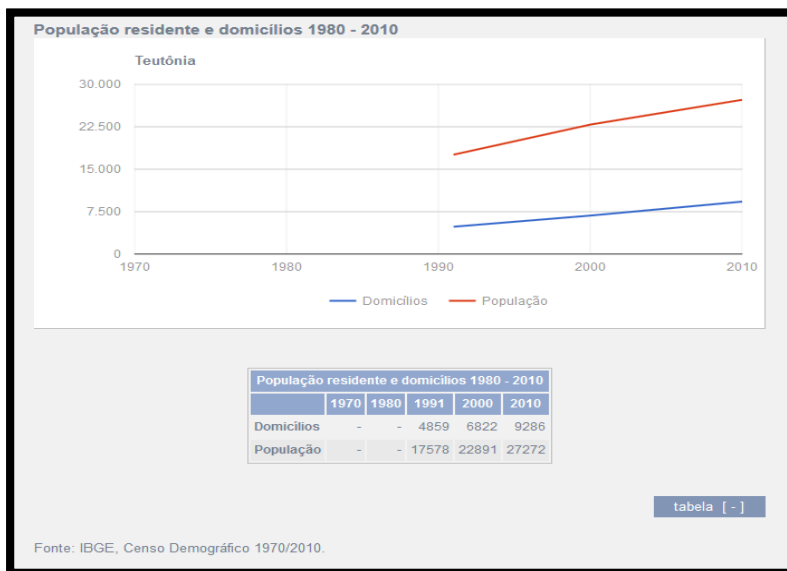 População residente e domicílios 1980 - 2010
Teutônia
30.000
22.500
15.000
7.500
0
1970 1980 1990 2000 2010
Domicílios População
População residente e domicílios 1980 - 2010
1970 1980 1991 2000 2010
Domicílios - - 4859 6822 9286
População - - 17578 22891 27272
tabela [ - ]
Fonte: IBGE, Censo Demográfico 1970/2010.